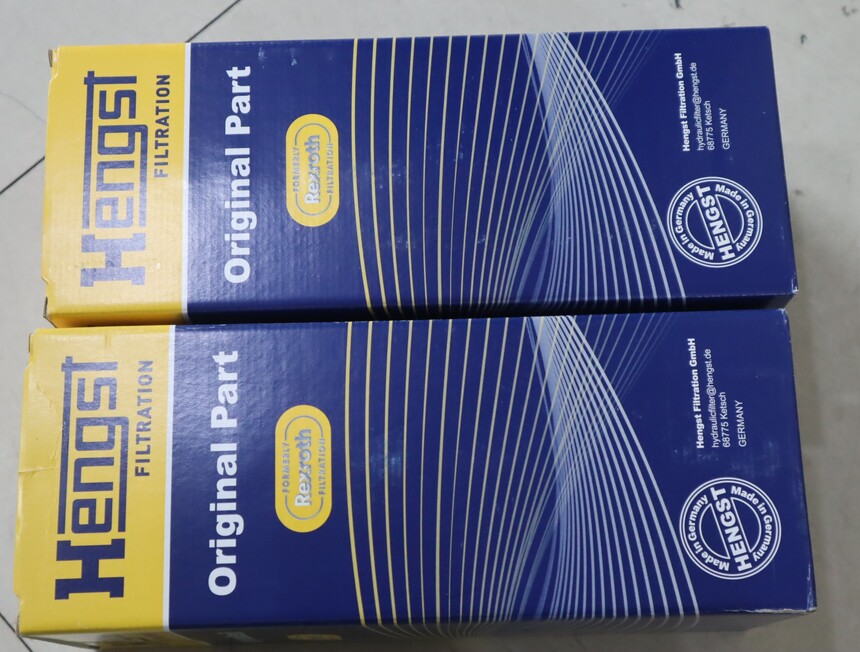 Hengst
FILTRATION
Original Part
FORMERLY
Rexroth
FILTRATION
Hengst Filtration GmbH
hydraulicfilter@hengst.de
68775 Ketsch
GERMANY
Made in Germany
HENGST
Made in Germany
Hengst
FILTRATION
Original Part
FORMERLY
Rexroth
FILTRATION
Hengst Filtration GmbH
hydraulicfilter@hengst.de
68775 Ketsch
GERMANY
Made in Germany
HENGST
Made in Germany